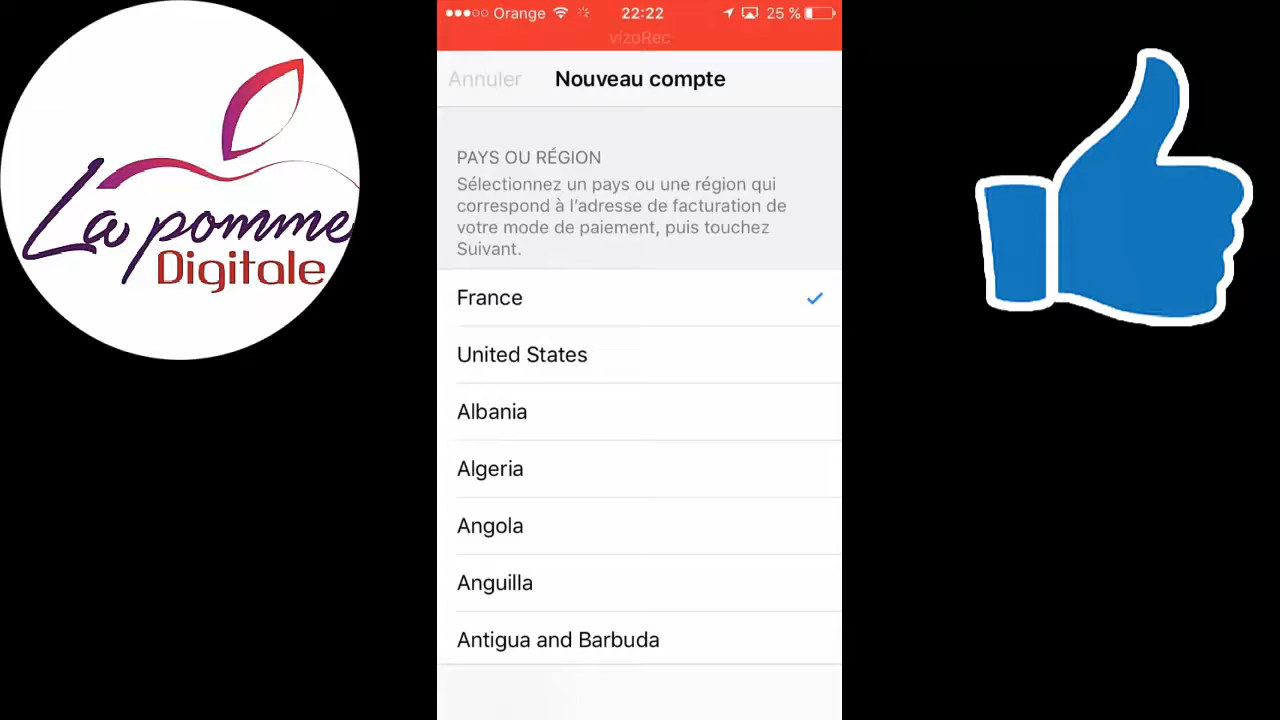 La pomme
Digitale
Orange 22:22 25 %
vizoRec
Annuler Nouveau compte
PAYS OU RÉGION
Sélectionnez un pays ou une région qui
correspond à l’adresse de facturation de
votre mode de paiement, puis touchez
Suivant.
France
United States
Albania
Algeria
Angola
Anguilla
Antigua and Barbuda